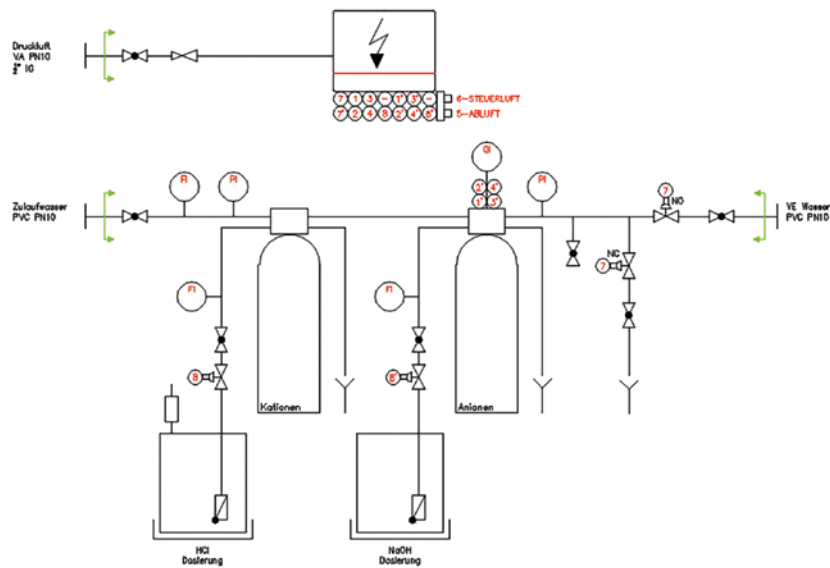 Druckluft
VA PN10
½" IG
7 1 3 – 1' 3' –
7' 2 4 8 2' 4' 8'
6-STEUERLUFT
5-ABLUFT
QI
2' 4'
1' 3'
FI
PI
PI
7
NO
Zulaufwasser
PVC PN10
VE Wasser
PVC PN10
NC
7
FI
FI
8
8'
Kationen
Anionen
HCl
Dosierung
NaOH
Dosierung